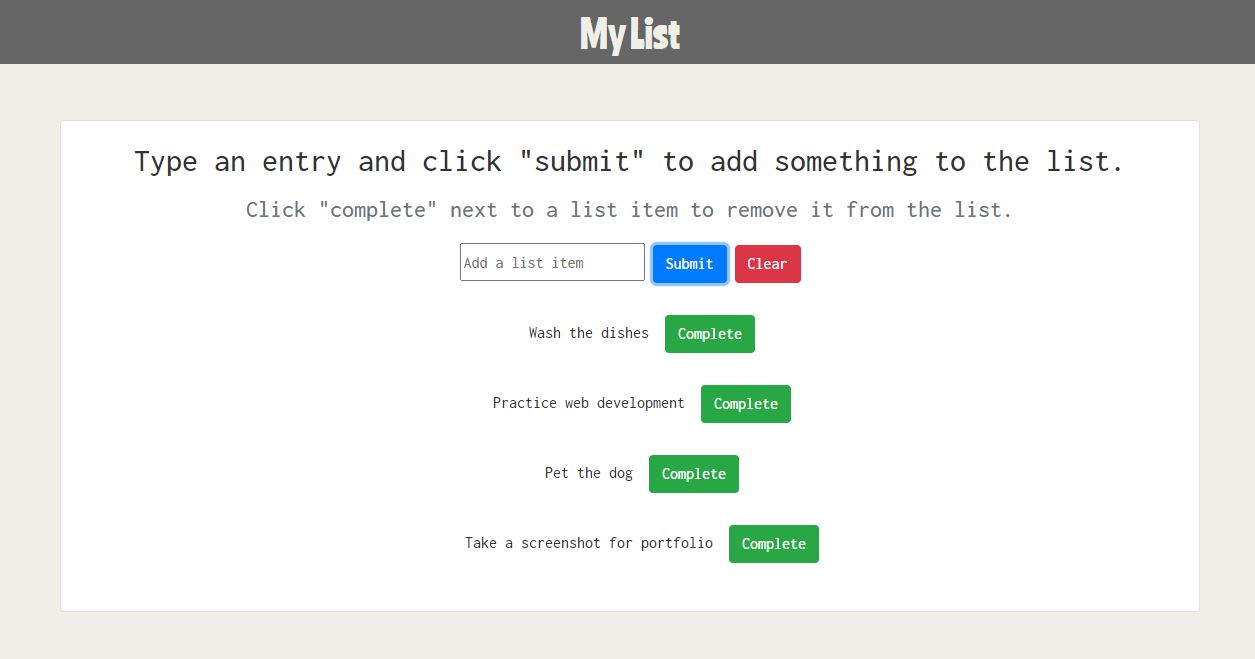 My List
Type an entry and click "submit" to add something to the list.
Click "complete" next to a list item to remove it from the list.
Add a list item Submit Clear
Wash the dishes Complete
Practice web development Complete
Pet the dog Complete
Take a screenshot for portfolio Complete